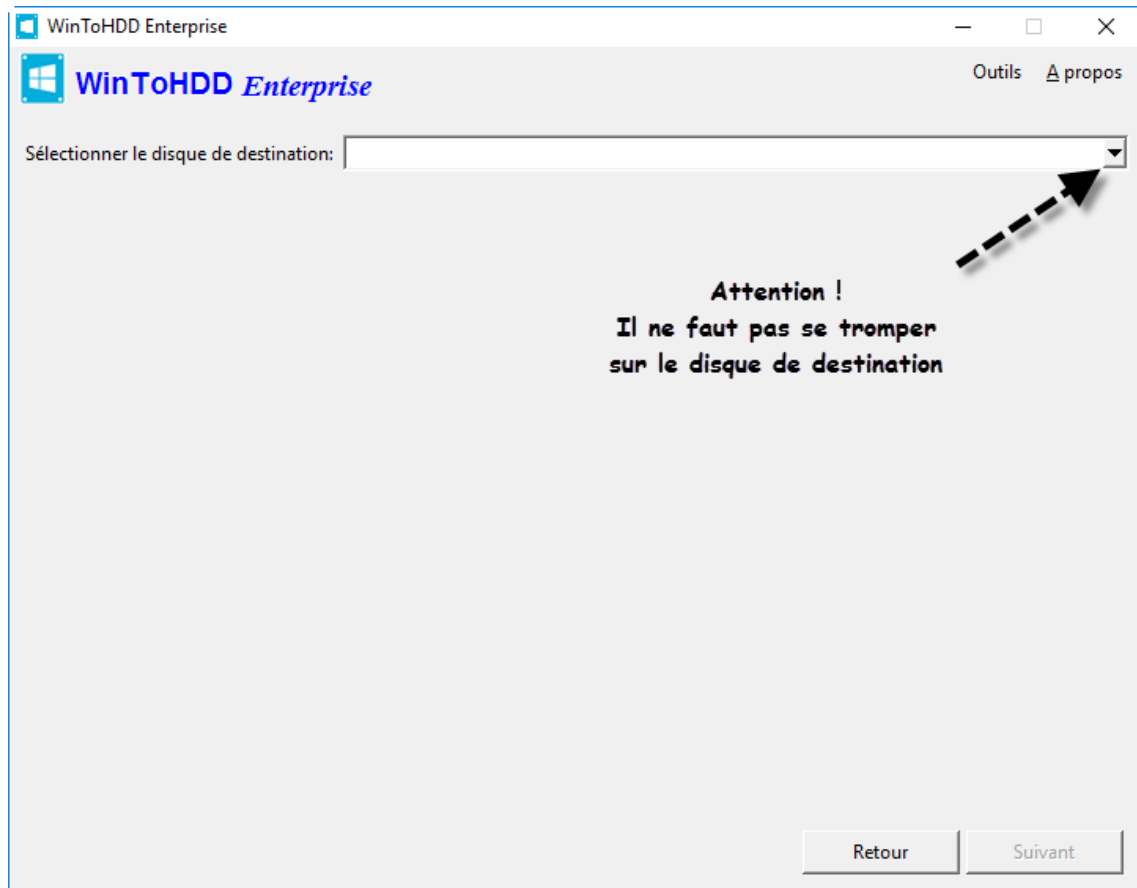 WinToHDD Enterprise
WinToHDD Enterprise
Outils A propos
Sélectionner le disque de destination:
Attention !
Il ne faut pas se tromper
sur le disque de destination
Retour Suivant